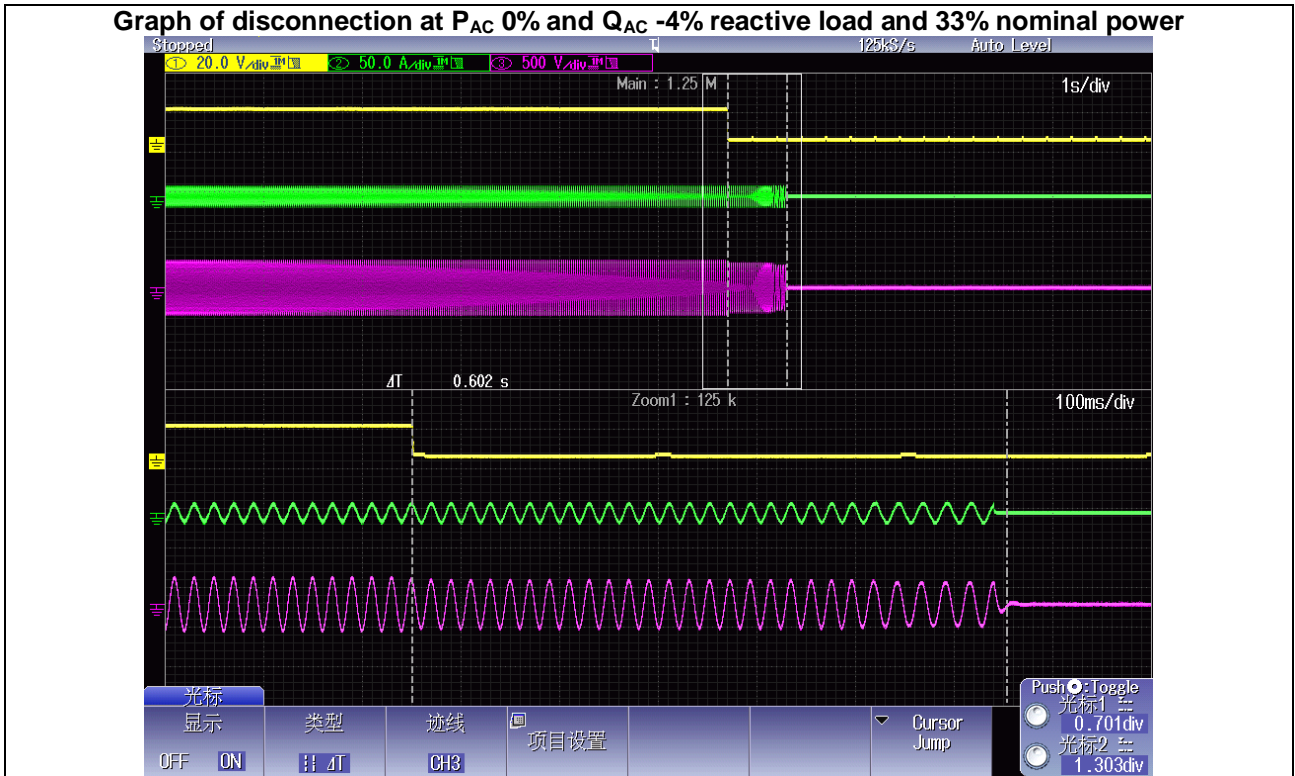 Graph of disconnection at PAC 0% and QAC -4% reactive load and 33% nominal power
Stopped 125kS/s Auto Level
① 20.0 V/div ② 50.0 A/div ③ 500 V/div
Main : 1.25 M 1s/div
ΔT 0.602 s
Zoom1 : 125 k 100ms/div
光标
显示 类型 迹线 项目设置 Cursor Jump
OFF ON ΔT CH3
Push :Toggle
光标1
0.701div
光标2
1.303div